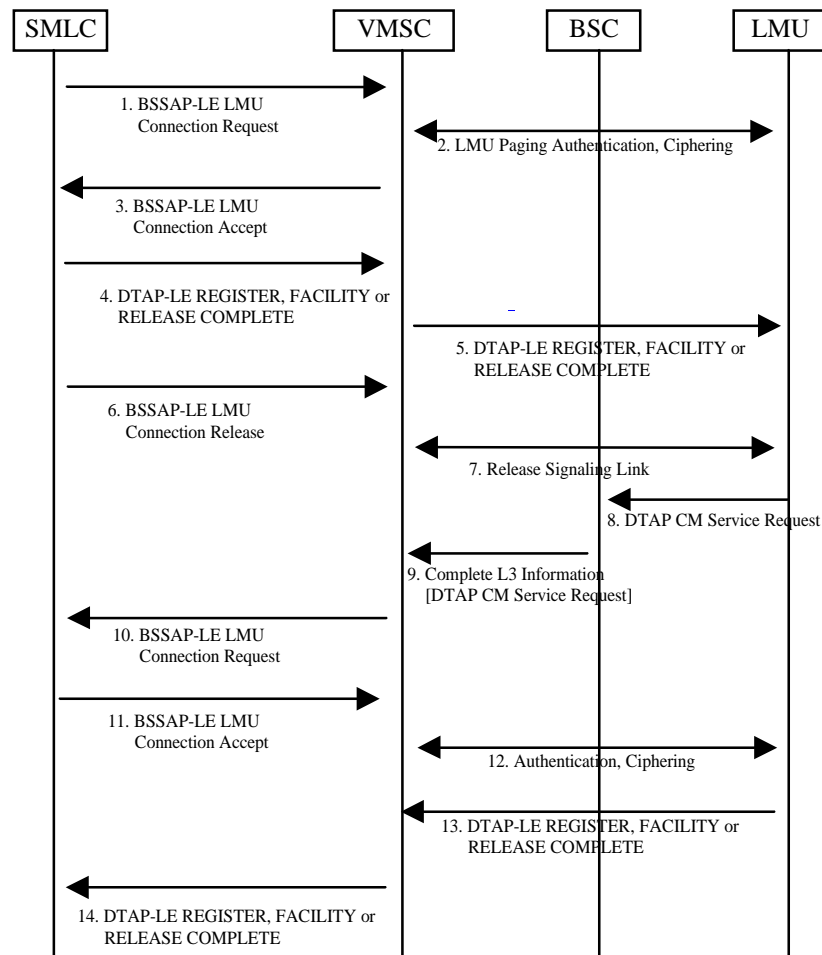 SMLC VMSC BSC LMU
1. BSSAP-LE LMU
Connection Request
2. LMU Paging Authentication, Ciphering
3. BSSAP-LE LMU
Connection Accept
4. DTAP-LE REGISTER, FACILITY or
RELEASE COMPLETE
5. DTAP-LE REGISTER, FACILITY or
RELEASE COMPLETE
6. BSSAP-LE LMU
Connection Release
7. Release Signaling Link
8. DTAP CM Service Request
9. Complete L3 Information
[DTAP CM Service Request]
10. BSSAP-LE LMU
Connection Request
11. BSSAP-LE LMU
Connection Accept
12. Authentication, Ciphering
13. DTAP-LE REGISTER, FACILITY or
RELEASE COMPLETE
14. DTAP-LE REGISTER, FACILITY or
RELEASE COMPLETE